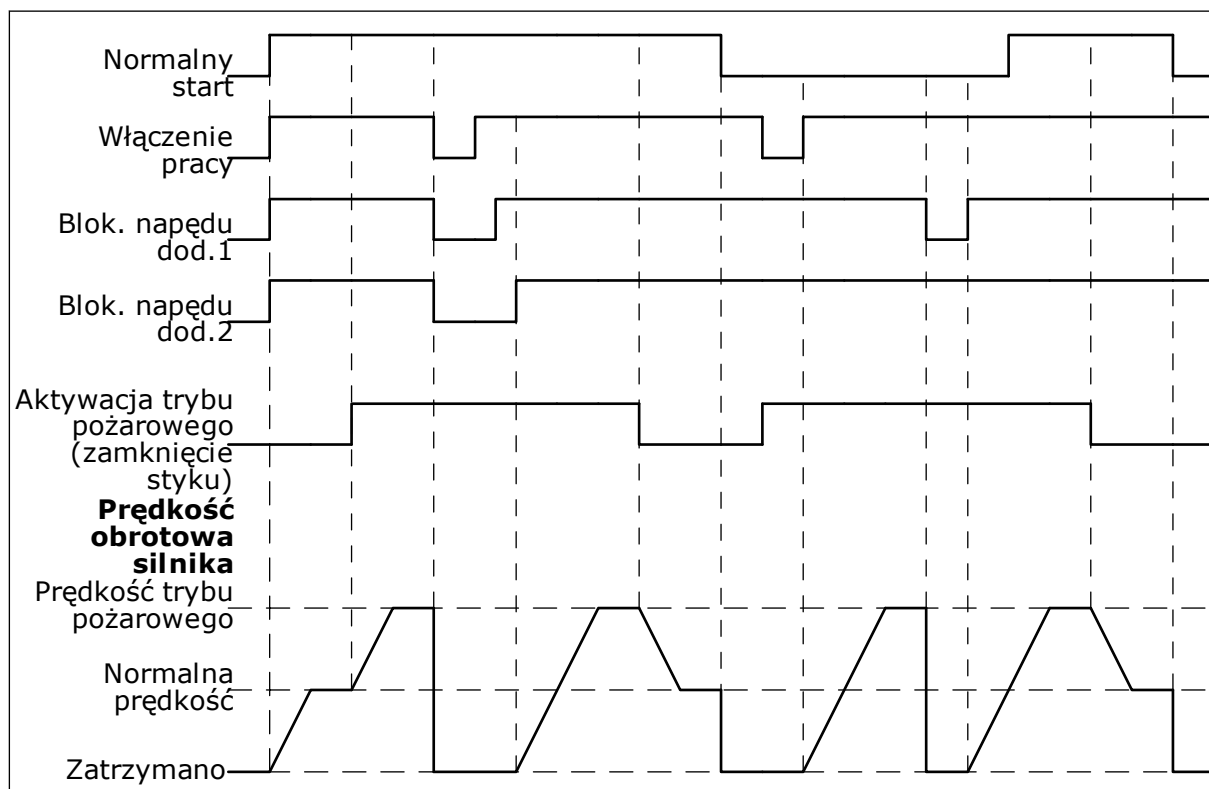 Normalny
start
Włączenie
pracy
Blok. napędu
dod.1
Blok. napędu
dod.2
Aktywacja trybu
pożarowego
(zamknięcie
styku)
Prędkość
obrotowa
silnika
Prędkość trybu
pożarowego
Normalna
prędkość
Zatrzymano